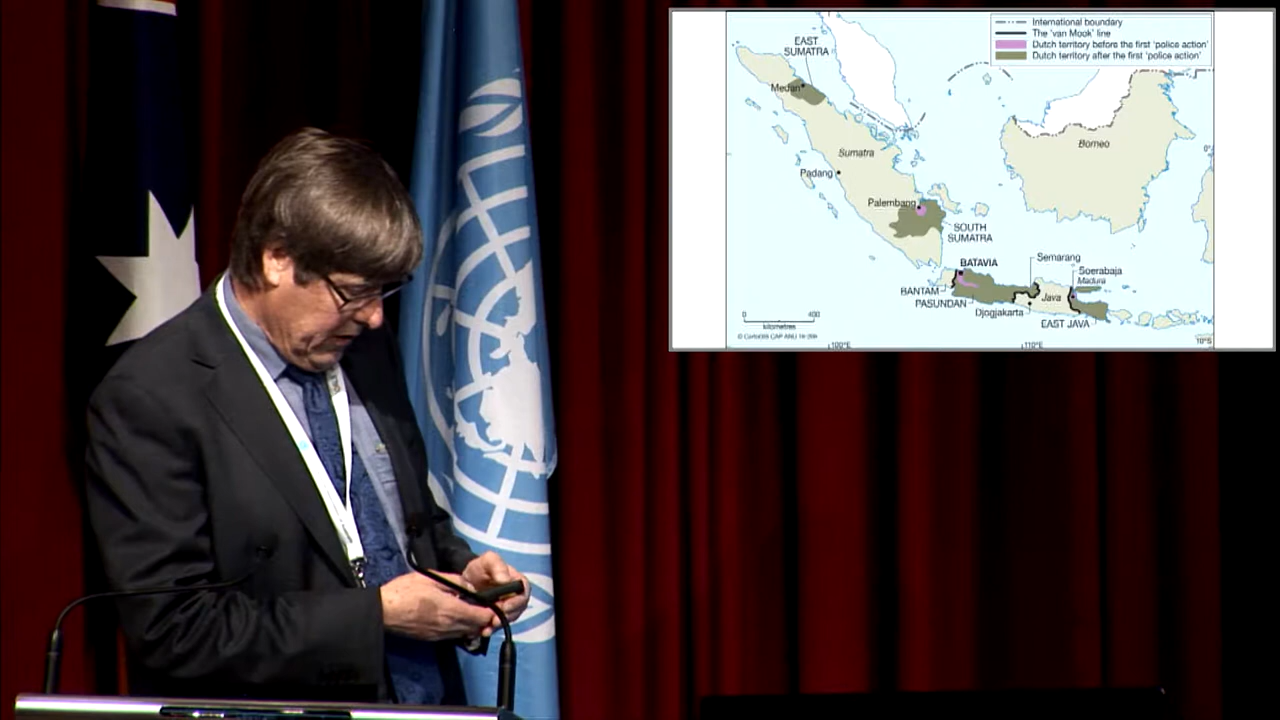 International boundary
The 'van Mook' line
Dutch territory before the first 'police action'
Dutch territory after the first 'police action'
EAST
SUMATRA
Medan
Sumatra
Borneo
0°
Padang
Palembang
SOUTH
SUMATRA
BATAVIA
Semarang
Soerabaja
Madura
BANTAM
PASUNDAN
Java
Djogjakarta
EAST JAVA
0 400
kilometres
100°E
110°E
10°S